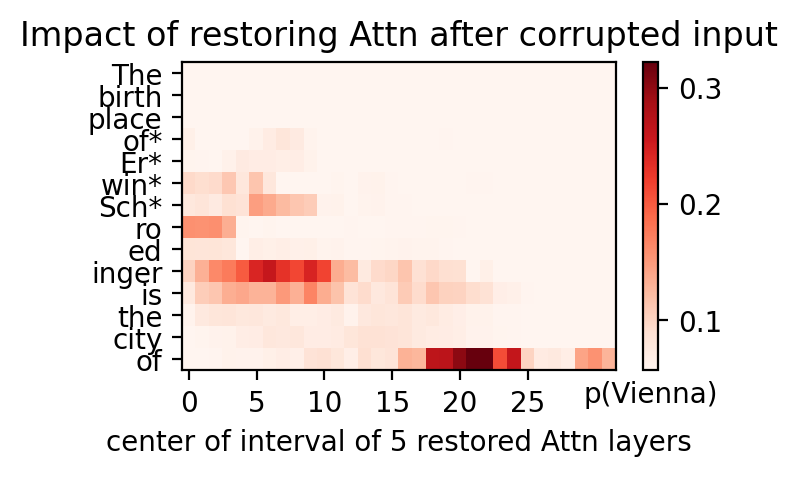 Impact of restoring Attn after corrupted input
The
birth
place
of*
Er*
win*
Sch*
ro
ed
inger
is
the
city
of
0 5 10 15 20 25
0.3
0.2
0.1
p(Vienna)
center of interval of 5 restored Attn layers